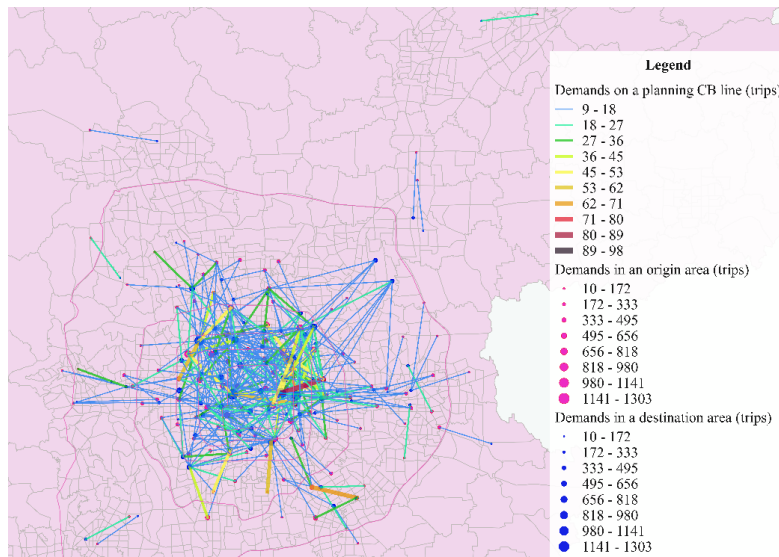 Legend
Demands on a planning CB line (trips)
9 - 18
18 - 27
27 - 36
36 - 45
45 - 53
53 - 62
62 - 71
71 - 80
80 - 89
89 - 98
Demands in an origin area (trips)
10 - 172
172 - 333
333 - 495
495 - 656
656 - 818
818 - 980
980 - 1141
1141 - 1303
Demands in a destination area (trips)
10 - 172
172 - 333
333 - 495
495 - 656
656 - 818
818 - 980
980 - 1141
1141 - 1303